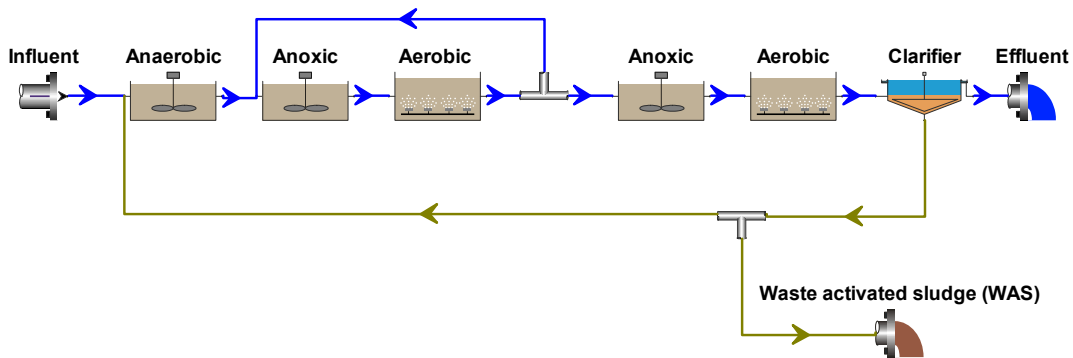 Influent
Anaerobic
Anoxic
Aerobic
Anoxic
Aerobic
Clarifier
Effluent
Waste activated sludge (WAS)